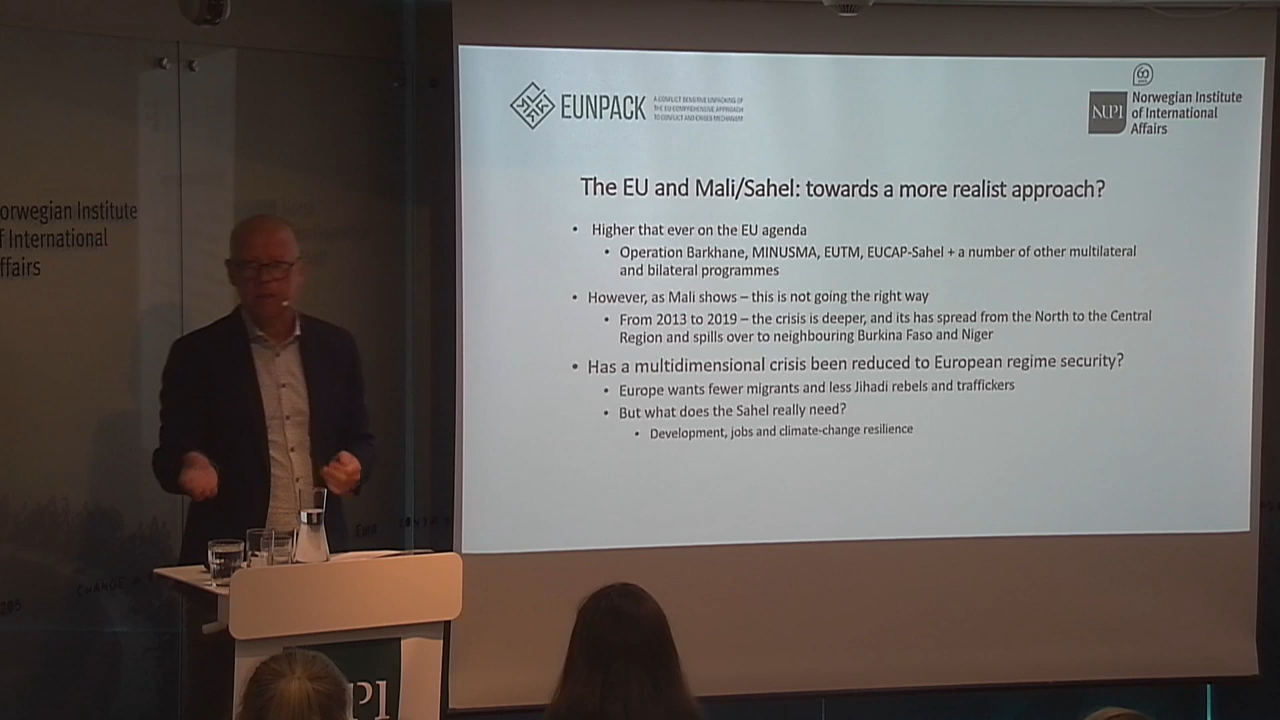 EUNPACK
A CONFLICT SENSITIVE UNPACKING OF
THE EU COMPREHENSIVE APPROACH
TO CONFLICT AND CRISES MECHANISM
60
NUPI
Norwegian Institute
of International
Affairs
The EU and Mali/Sahel: towards a more realist approach?
• Higher that ever on the EU agenda
• Operation Barkhane, MINUSMA, EUTM, EUCAP-Sahel + a number of other multilateral
and bilateral programmes
• However, as Mali shows – this is not going the right way
• From 2013 to 2019 – the crisis is deeper, and its has spread from the North to the Central
Region and spills over to neighbouring Burkina Faso and Niger
• Has a multidimensional crisis been reduced to European regime security?
• Europe wants fewer migrants and less Jihadi rebels and traffickers
• But what does the Sahel really need?
• Development, jobs and climate-change resilience
orwegian Institute
f International
ffairs
CHANGE
PI